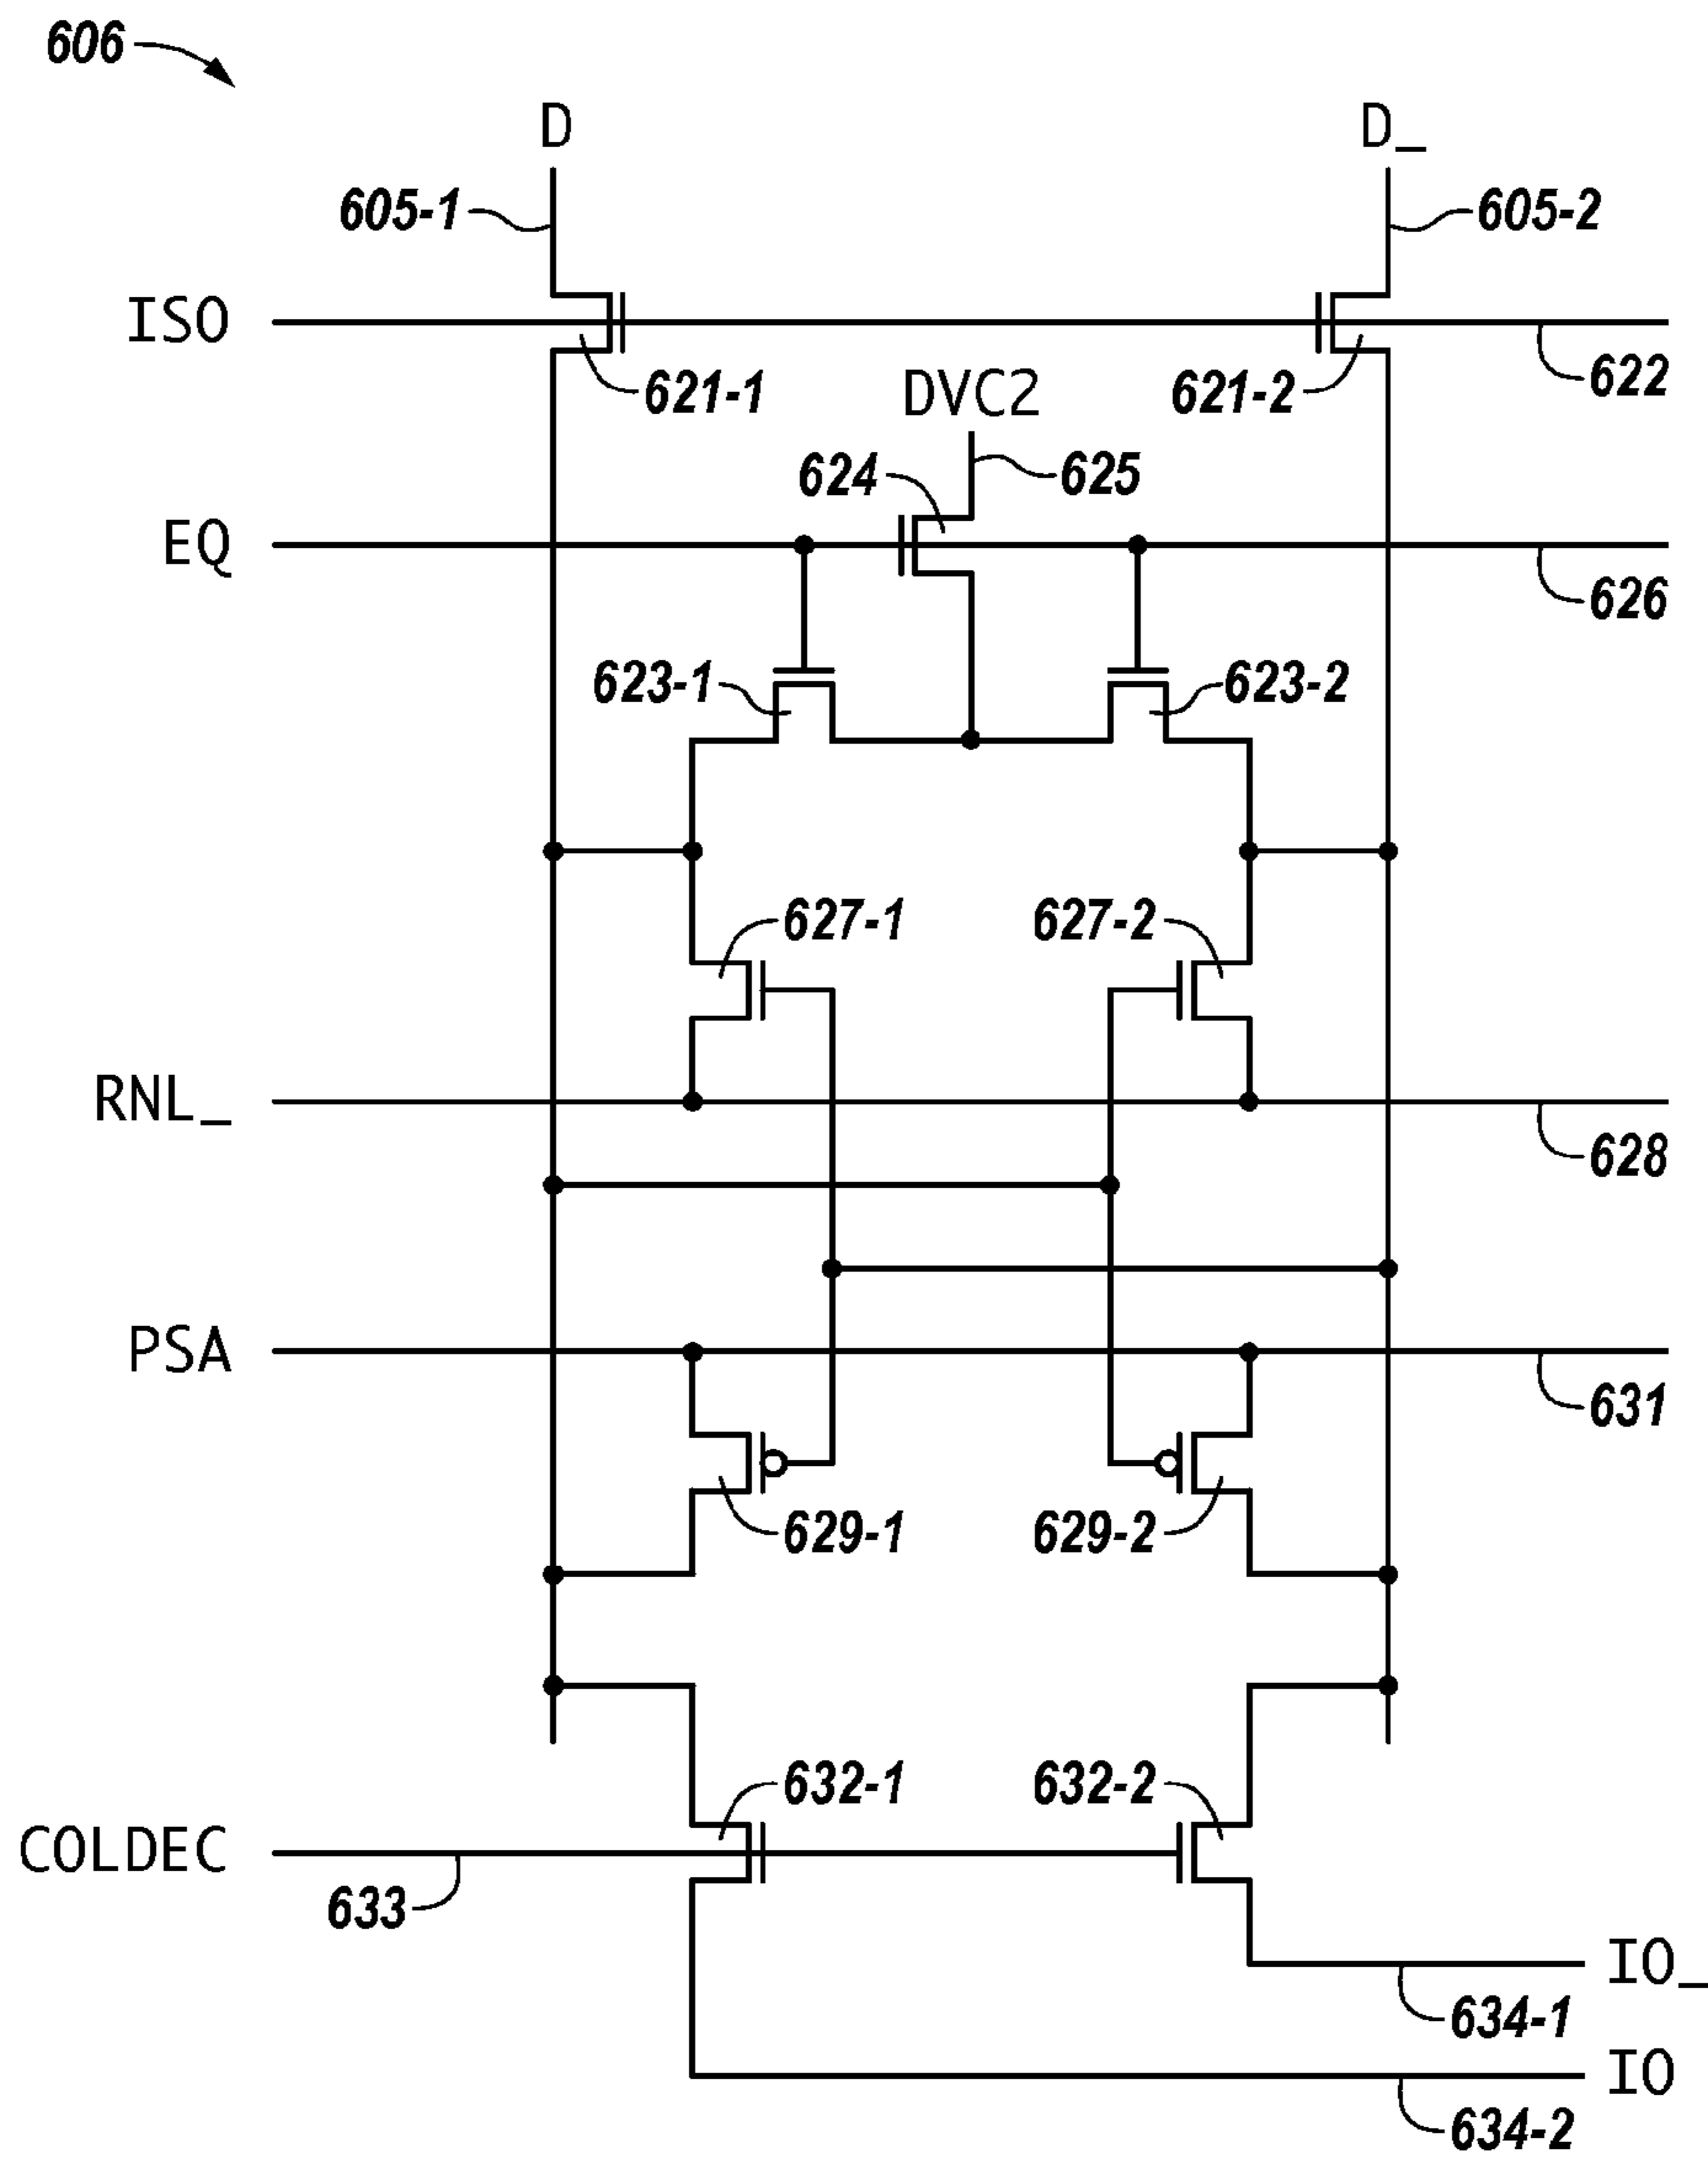 606
D D_
605-1 605-2
ISO
621-1 621-2 622
DVC2
624 625
EQ
626
623-1 623-2
627-1 627-2
RNL_
628
PSA
631
629-1 629-2
632-1 632-2
COLDEC
633
IO_
634-1
IO
634-2